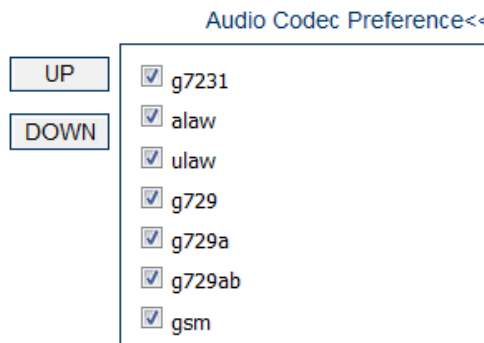 Audio Codec Preference<<
UP
DOWN
g7231
alaw
ulaw
g729
g729a
g729ab
gsm